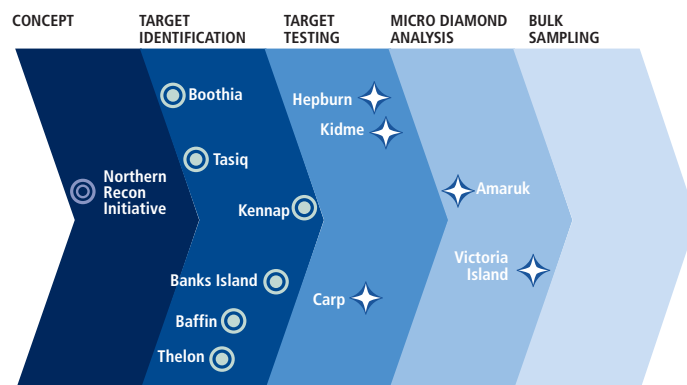 CONCEPT
TARGET
IDENTIFICATION
TARGET
TESTING
MICRO DIAMOND
ANALYSIS
BULK
SAMPLING
Northern
Recon
Initiative
Boothia
Tasiq
Kennap
Banks Island
Baffin
Thelon
Hepburn
Kidme
Carp
Amaruk
Victoria
Island